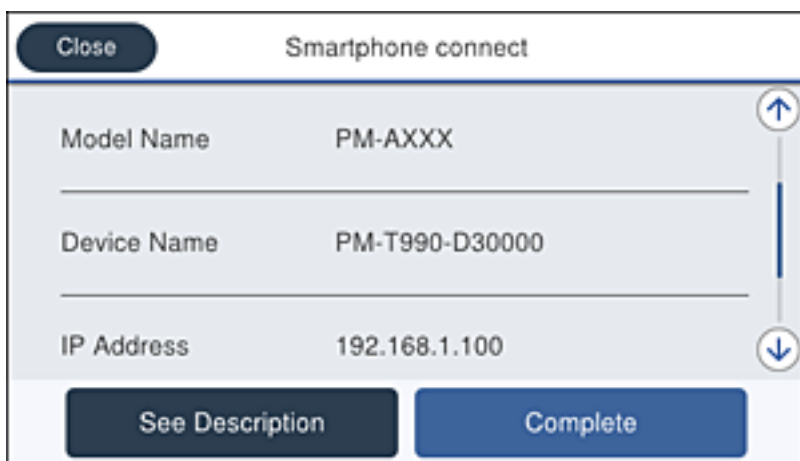 Close Smartphone connect
Model Name PM-AXXX
Device Name PM-T990-D30000
IP Address 192.168.1.100
See Description Complete